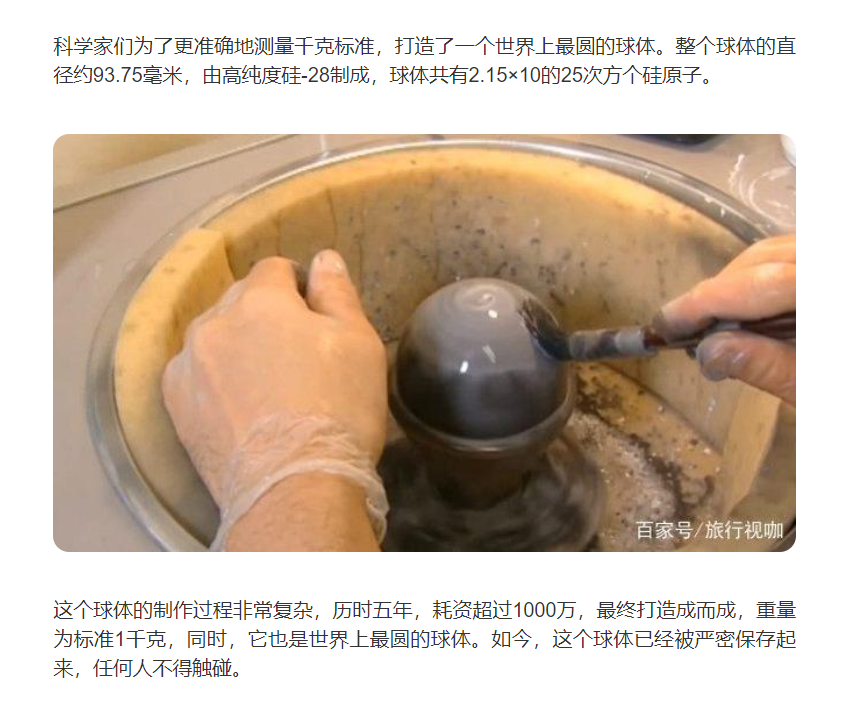 科学家们为了更准确地测量千克标准，打造了一个世界上最圆的球体。整个球体的直
径约93.75毫米，由高纯度硅-28制成，球体共有2.15×10的25次方个硅原子。
百家号/旅行视咖
这个球体的制作过程非常复杂，历时五年，耗资超过1000万，最终打造成而成，重量
为标准1千克，同时，它也是世界上最圆的球体。如今，这个球体已经被严密保存起
来，任何人不得触碰。